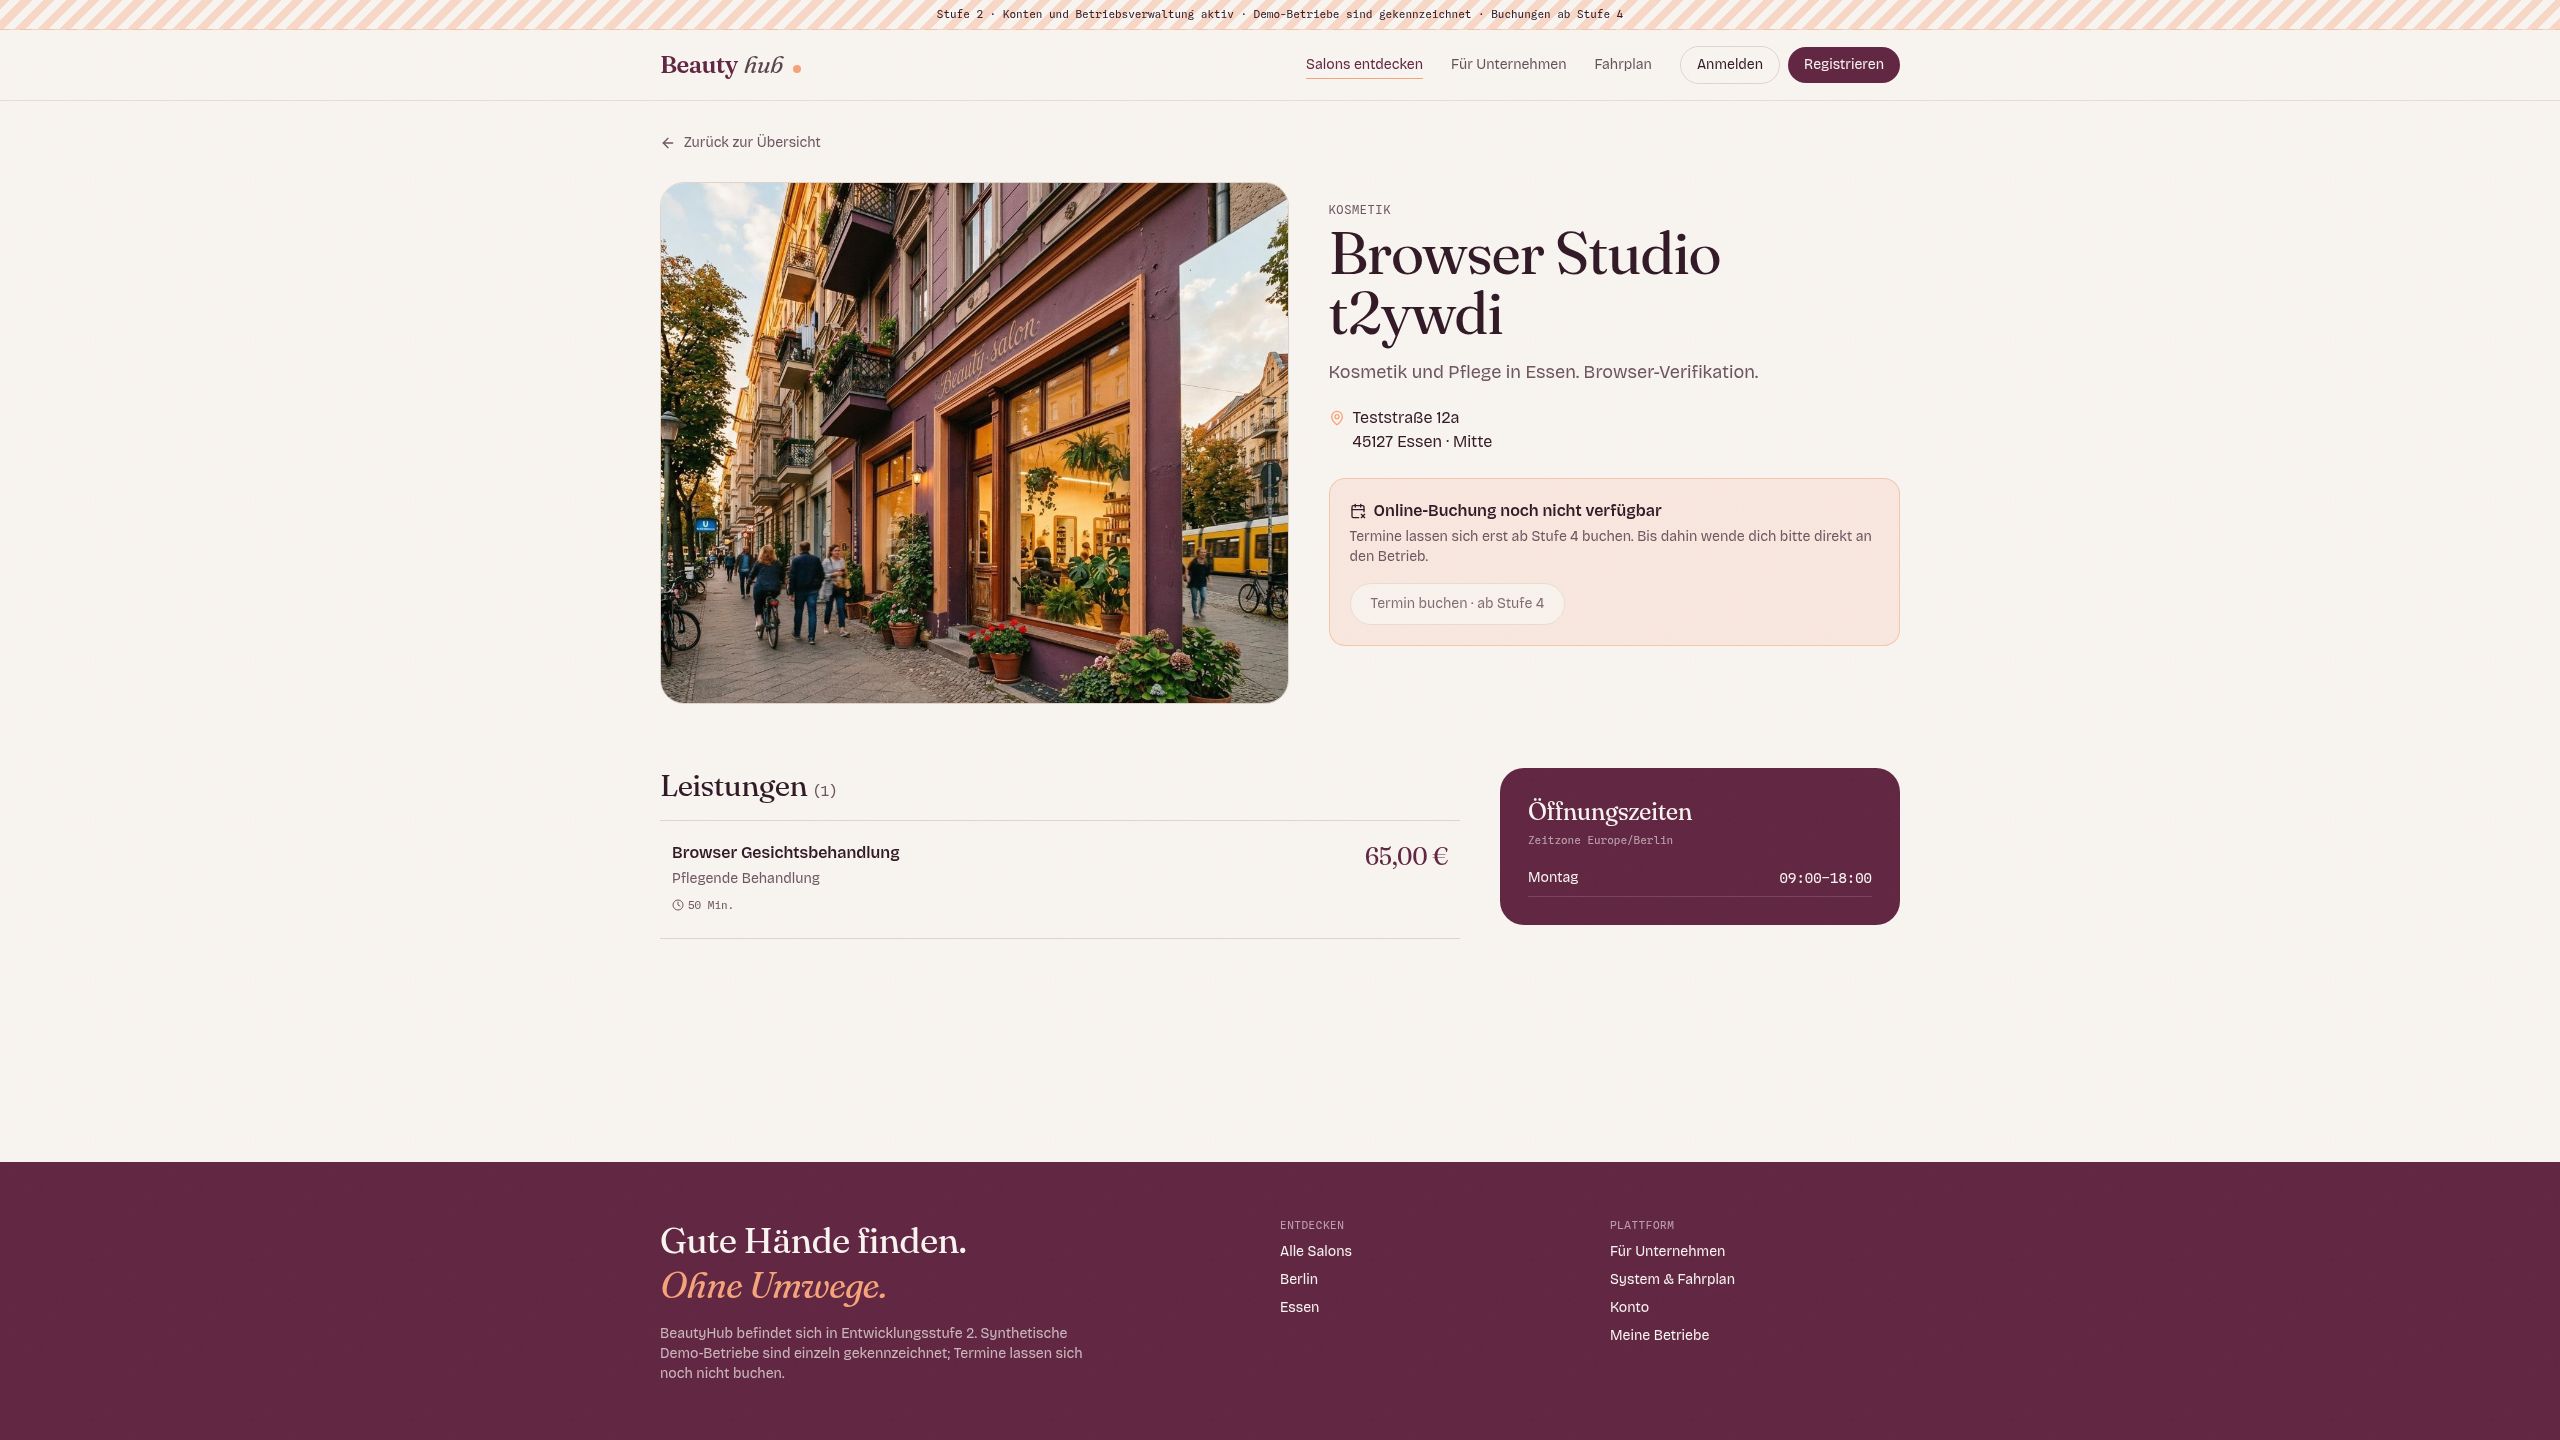 Stufe 2 · Konten und Betriebsverwaltung aktiv · Demo-Betriebe sind gekennzeichnet · Buchungen ab Stufe 4
Beauty hub
Salons entdecken
Für Unternehmen
Fahrplan
Anmelden
Registrieren
Zurück zur Übersicht
Beauty·salon
U
KOSMETIK
Browser Studio
t2ywdi
Kosmetik und Pflege in Essen. Browser-Verifikation.
Teststraße 12a
45127 Essen · Mitte
Online-Buchung noch nicht verfügbar
Termine lassen sich erst ab Stufe 4 buchen. Bis dahin wende dich bitte direkt an
den Betrieb.
Termin buchen · ab Stufe 4
Leistungen (1)
Browser Gesichtsbehandlung
65,00 €
Pflegende Behandlung
50 Min.
Öffnungszeiten
Zeitzone Europe/Berlin
Montag
09:00–18:00
Gute Hände finden.
Ohne Umwege.
BeautyHub befindet sich in Entwicklungsstufe 2. Synthetische
Demo-Betriebe sind einzeln gekennzeichnet; Termine lassen sich
noch nicht buchen.
ENTDECKEN
Alle Salons
Berlin
Essen
PLATTFORM
Für Unternehmen
System & Fahrplan
Konto
Meine Betriebe